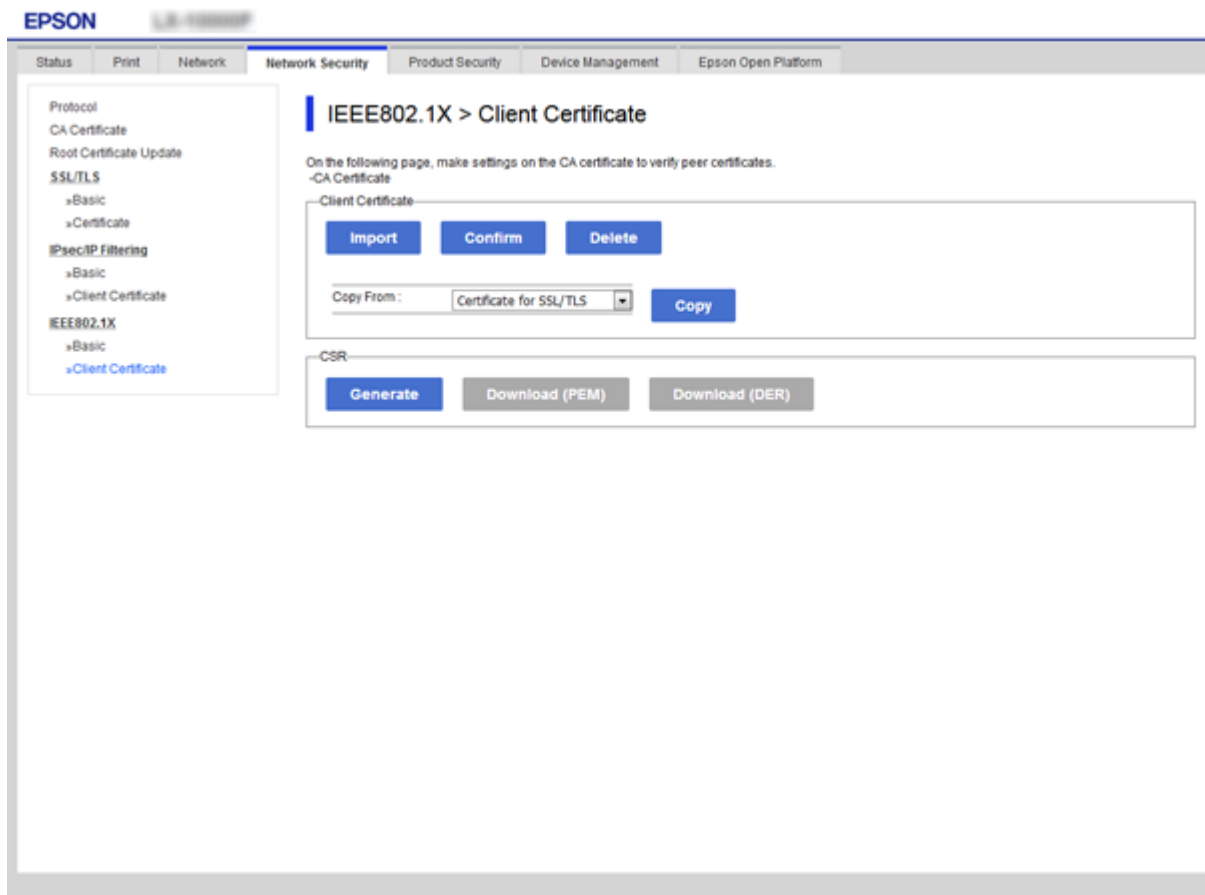 EPSON
Status Print Network Network Security Product Security Device Management Epson Open Platform
Protocol
CA Certificate
Root Certificate Update
SSL/TLS
»Basic
»Certificate
IPsec/IP Filtering
»Basic
»Client Certificate
IEEE802.1X
»Basic
»Client Certificate
IEEE802.1X > Client Certificate
On the following page, make settings on the CA certificate to verify peer certificates.
-CA Certificate
Client Certificate
Import Confirm Delete
Copy From : Certificate for SSL/TLS Copy
CSR
Generate Download (PEM) Download (DER)